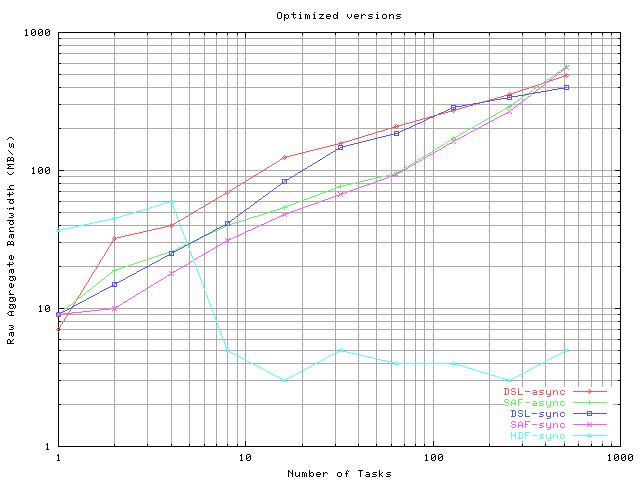 Optimized versions
1000
100
10
1
Raw Aggregate Bandwidth (MB/s)
DSL-async
SAF-async
DSL-sync
SAF-sync
HDF-sync
1 10 100 1000
Number of Tasks